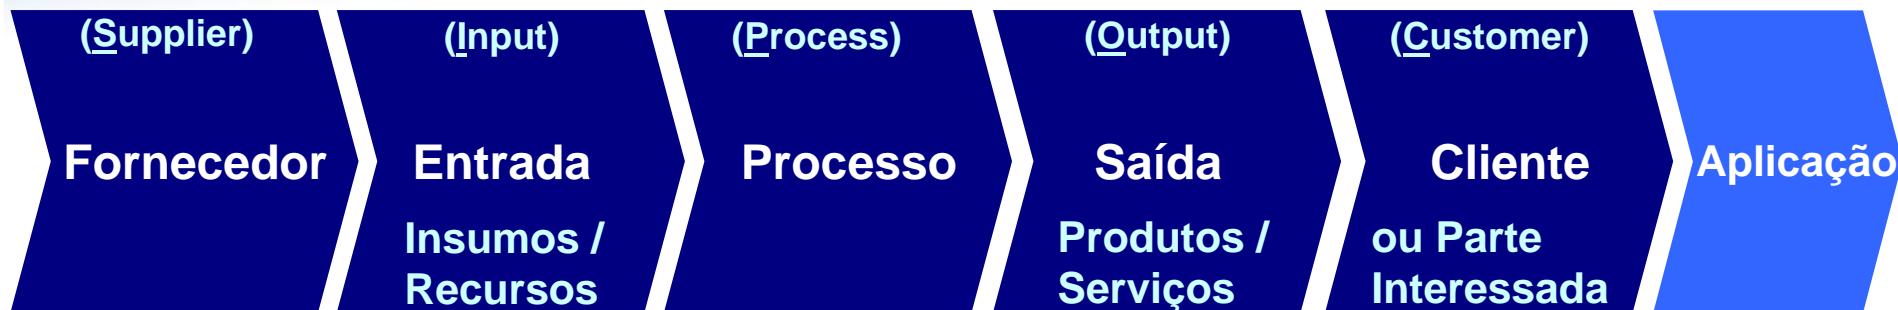 (Supplier)
Fornecedor
(Input)
Entrada
Insumos /
Recursos
(Process)
Processo
(Output)
Saída
Produtos /
Serviços
(Customer)
Cliente
ou Parte
Interessada
Aplicação